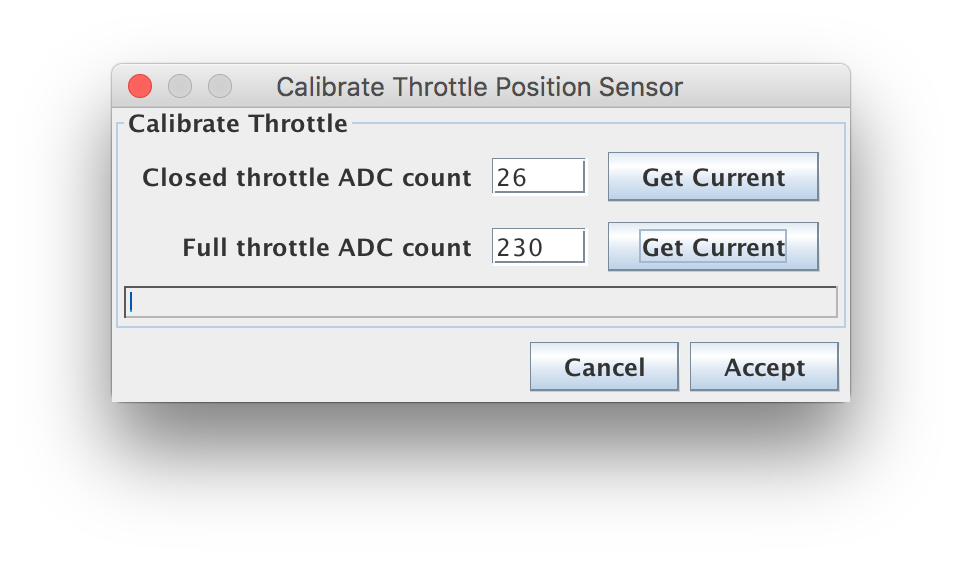 Calibrate Throttle Position Sensor
Calibrate Throttle
Closed throttle ADC count 26 Get Current
Full throttle ADC count 230 Get Current
Cancel Accept